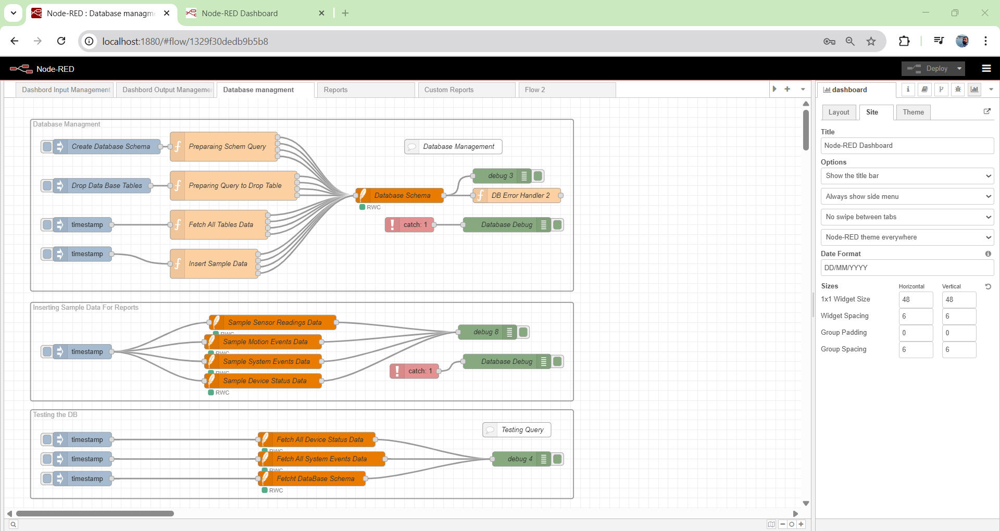 Node-RED : Database managm
Node-RED Dashboard
localhost:1880/#flow/1329f30dedb9b5b8
Node-RED
Deploy
Dashbord Input Management
Dashbord Output Managemer
Database managment
Reports
Custom Reports
Flow 2
dashboard
Layout
Site
Theme
Title
Node-RED Dashboard
Options
Show the title bar
Always show side menu
No swipe between tabs
Node-RED theme everywhere
Date Format
DD/MM/YYYY
Sizes
Horizontal
Vertical
1x1 Widget Size
48
48
Widget Spacing
6
6
Group Padding
0
0
Group Spacing
6
6
Database Managment
Create Database Schema
Preparaing Schem Query
Database Management
Drop Data Base Tables
Preparing Query to Drop Table
debug 3
Database Schema
RWC
DB Error Handler 2
timestamp
Fetch All Tables Data
catch: 1
Database Debug
timestamp
Insert Sample Data
Inserting Sample Data For Reports
Sample Sensor Readings Data
RWC
debug 8
Sample Motion Events Data
RWC
timestamp
Sample System Events Data
RWC
Database Debug
catch: 1
Sample Device Status Data
RWC
Testing the DB
Testing Query
timestamp
Fetch All Device Status Data
RWC
timestamp
Fetch All System Events Data
RWC
debug 4
timestamp
Fetcht DataBase Schema
RWC